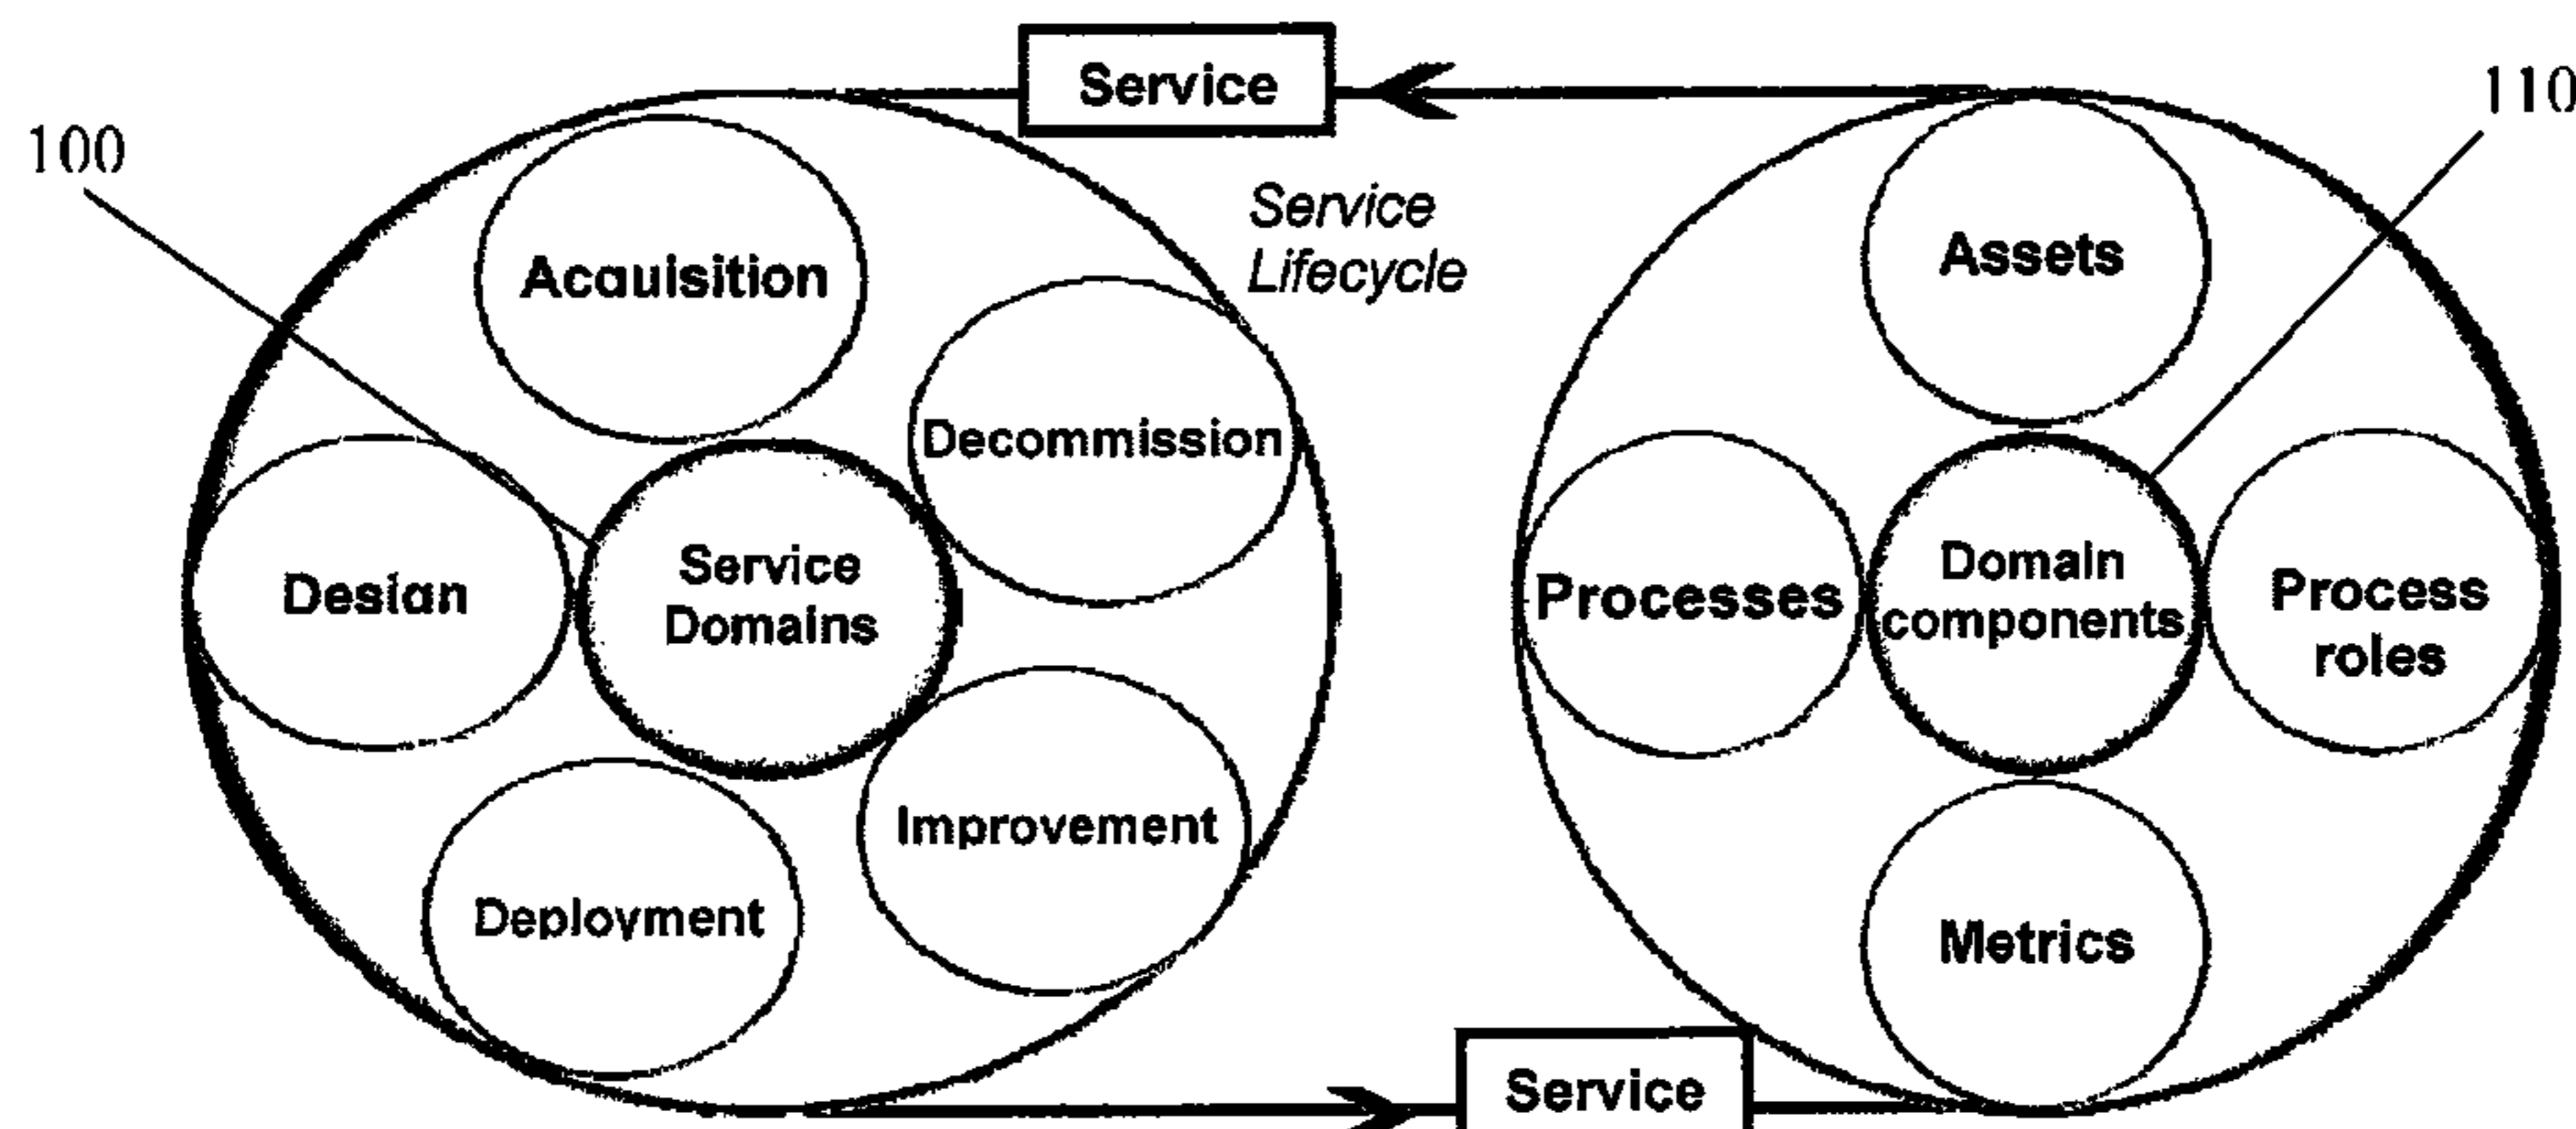 Service
110
100
Service
Lifecycle
Acquisition
Assets
Decommission
Design
Service
Domains
Processes
Domain
components
Process
roles
Improvement
Deployment
Metrics
Service